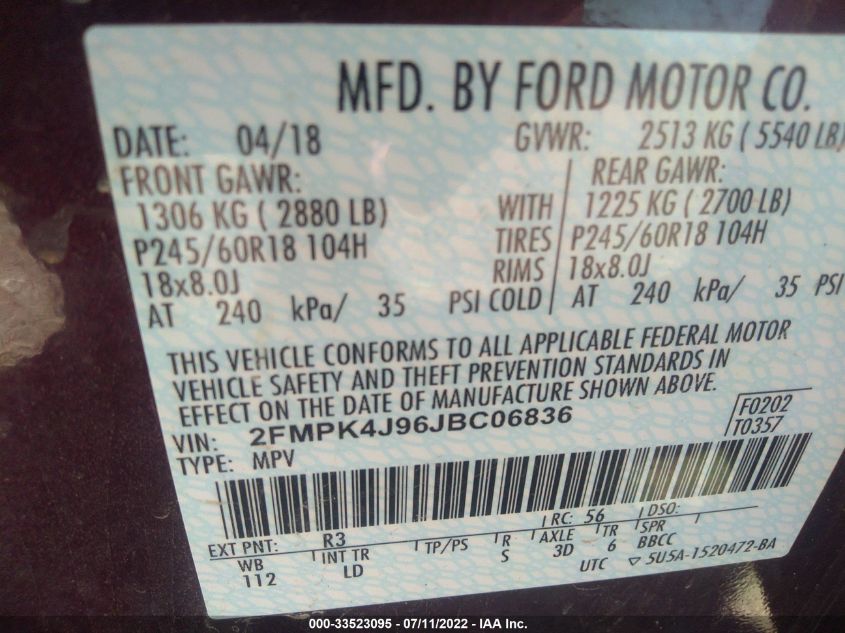 MFD. BY FORD MOTOR CO.
DATE: 04/18 GVWR: 2513 KG ( 5540 LB)
FRONT GAWR: REAR GAWR:
1306 KG ( 2880 LB) WITH 1225 KG ( 2700 LB)
P245/60R18 104H TIRES P245/60R18 104H
18x8.0J RIMS 18x8.0J
AT 240 kPa/ 35 PSI COLD AT 240 kPa/ 35 PSI
THIS VEHICLE CONFORMS TO ALL APPLICABLE FEDERAL MOTOR
VEHICLE SAFETY AND THEFT PREVENTION STANDARDS IN
EFFECT ON THE DATE OF MANUFACTURE SHOWN ABOVE.
VIN: 2FMPK4J96JBC06836 F0202
TYPE: MPV T0357
EXT PNT: R3 RC: 56 DSO:
WB INT TR TP/PS R AXLE TR SPR
112 LD S 3D 6 BBCC
UTC ▽ 5U5A-1520472-BA
000-33523095 - 07/11/2022 - IAA Inc.